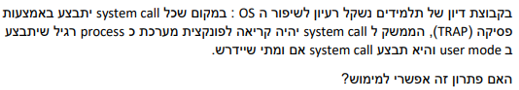 בקבוצת דיון של תלמידים נשקל רעיון לשיפור ה OS : במקום שכל system call יתבצע באמצעות
פסיקה (TRAP), הממשק ל system call יהיה קריאה לפונקצית מערכת כ process רגיל שיתבצע
ב user mode והיא תבצע system call אם ומתי שיידרש.
האם פתרון זה אפשרי למימוש?